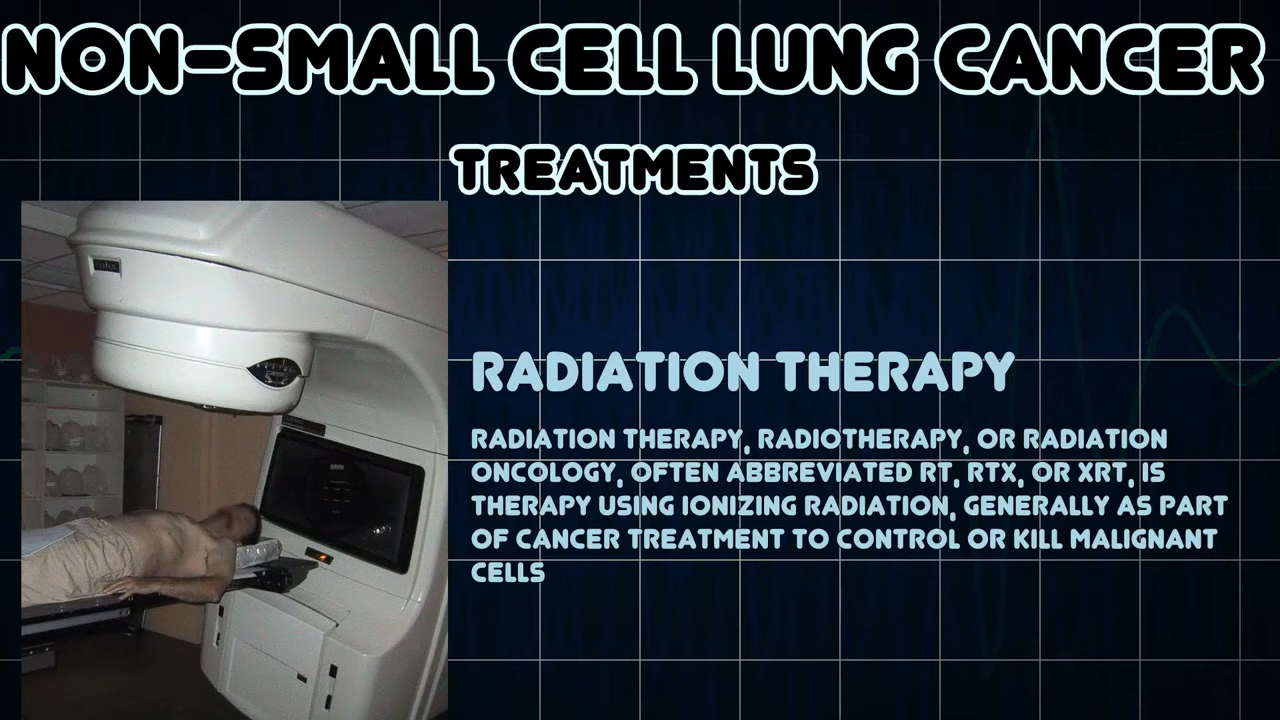 NON-SMALL CELL LUNG CANCER
TREATMENTS
RADIATION THERAPY
RADIATION THERAPY, RADIOTHERAPY, OR RADIATION
ONCOLOGY, OFTEN ABBREVIATED RT, RTX, OR XRT, IS
THERAPY USING IONIZING RADIATION, GENERALLY AS PART
OF CANCER TREATMENT TO CONTROL OR KILL MALIGNANT
CELLS